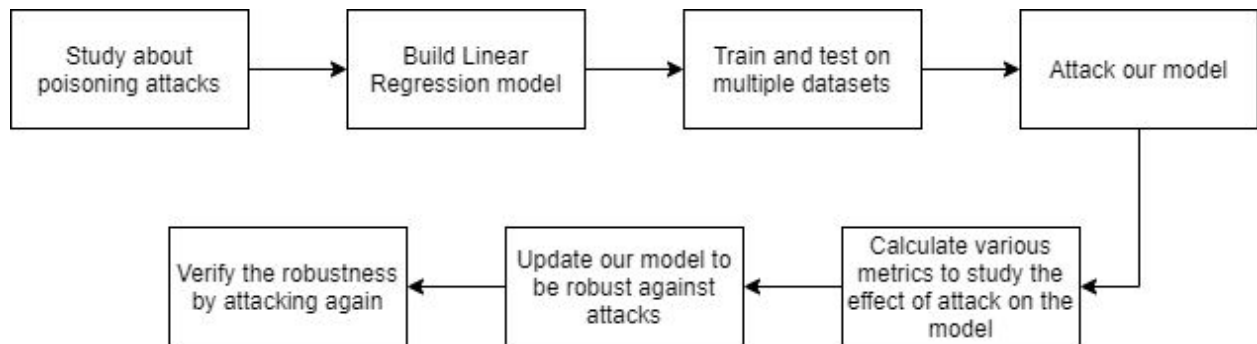 Study about
poisoning attacks
Build Linear
Regression model
Train and test on
multiple datasets
Attack our model
Calculate various
metrics to study the
effect of attack on the
model
Update our model to
be robust against
attacks
Verify the robustness
by attacking again